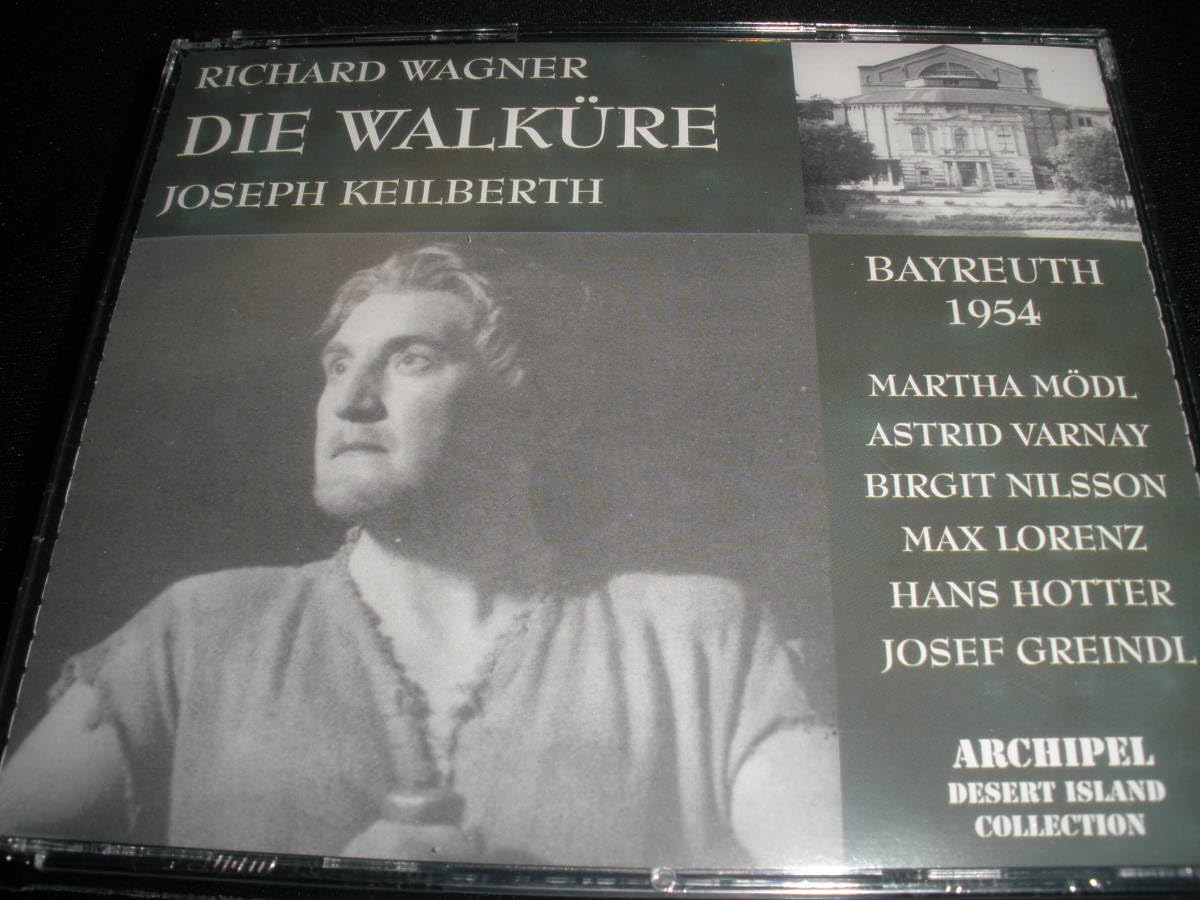 RICHARD WAGNER
DIE WALKÜRE
JOSEPH KEILBERTH
BAYREUTH
1954
MARTHA MÖDL
ASTRID VARNAY
BIRGIT NILSSON
MAX LORENZ
HANS HOTTER
JOSEF GREINDL
ARCHIPEL
DESERT ISLAND
COLLECTION